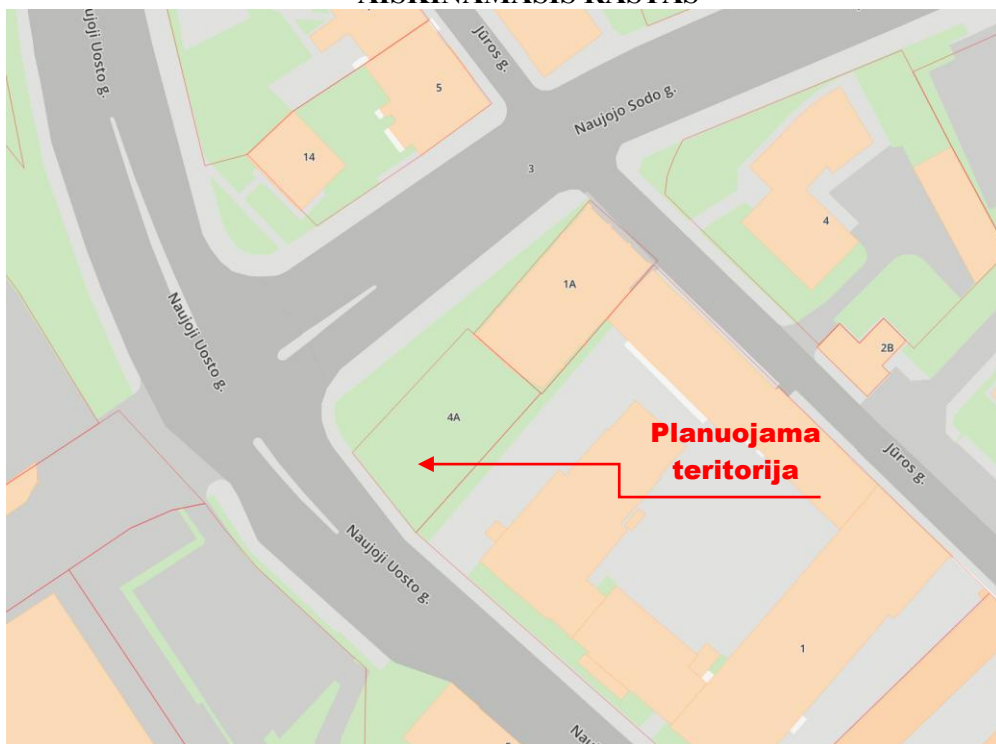 AIŠKINAMASIS RAŠTAS
Jūros g.
Naujoji Uosto g.
5
Naujojo Sodo g.
14
3
4
1A
Naujoji Uosto g.
2B
4A
Planuojama
teritorija
Jūros g.
Naujoji Uosto g.
1